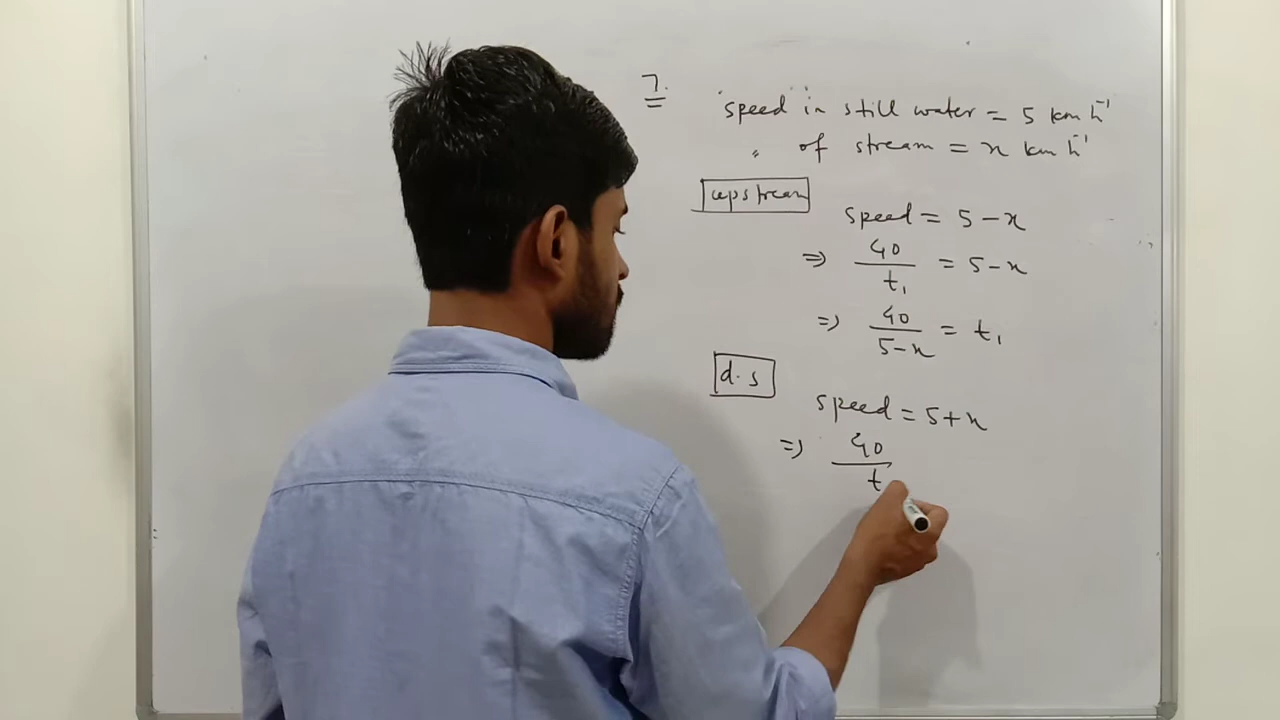 7.
speed in still water = 5 km h⁻¹
" of stream = x km h⁻¹
upstream
speed = 5 - x
⇒ 40/t₁ = 5 - x
⇒ 40/5-x = t₁
d.s
speed = 5 + x
⇒ 40/t